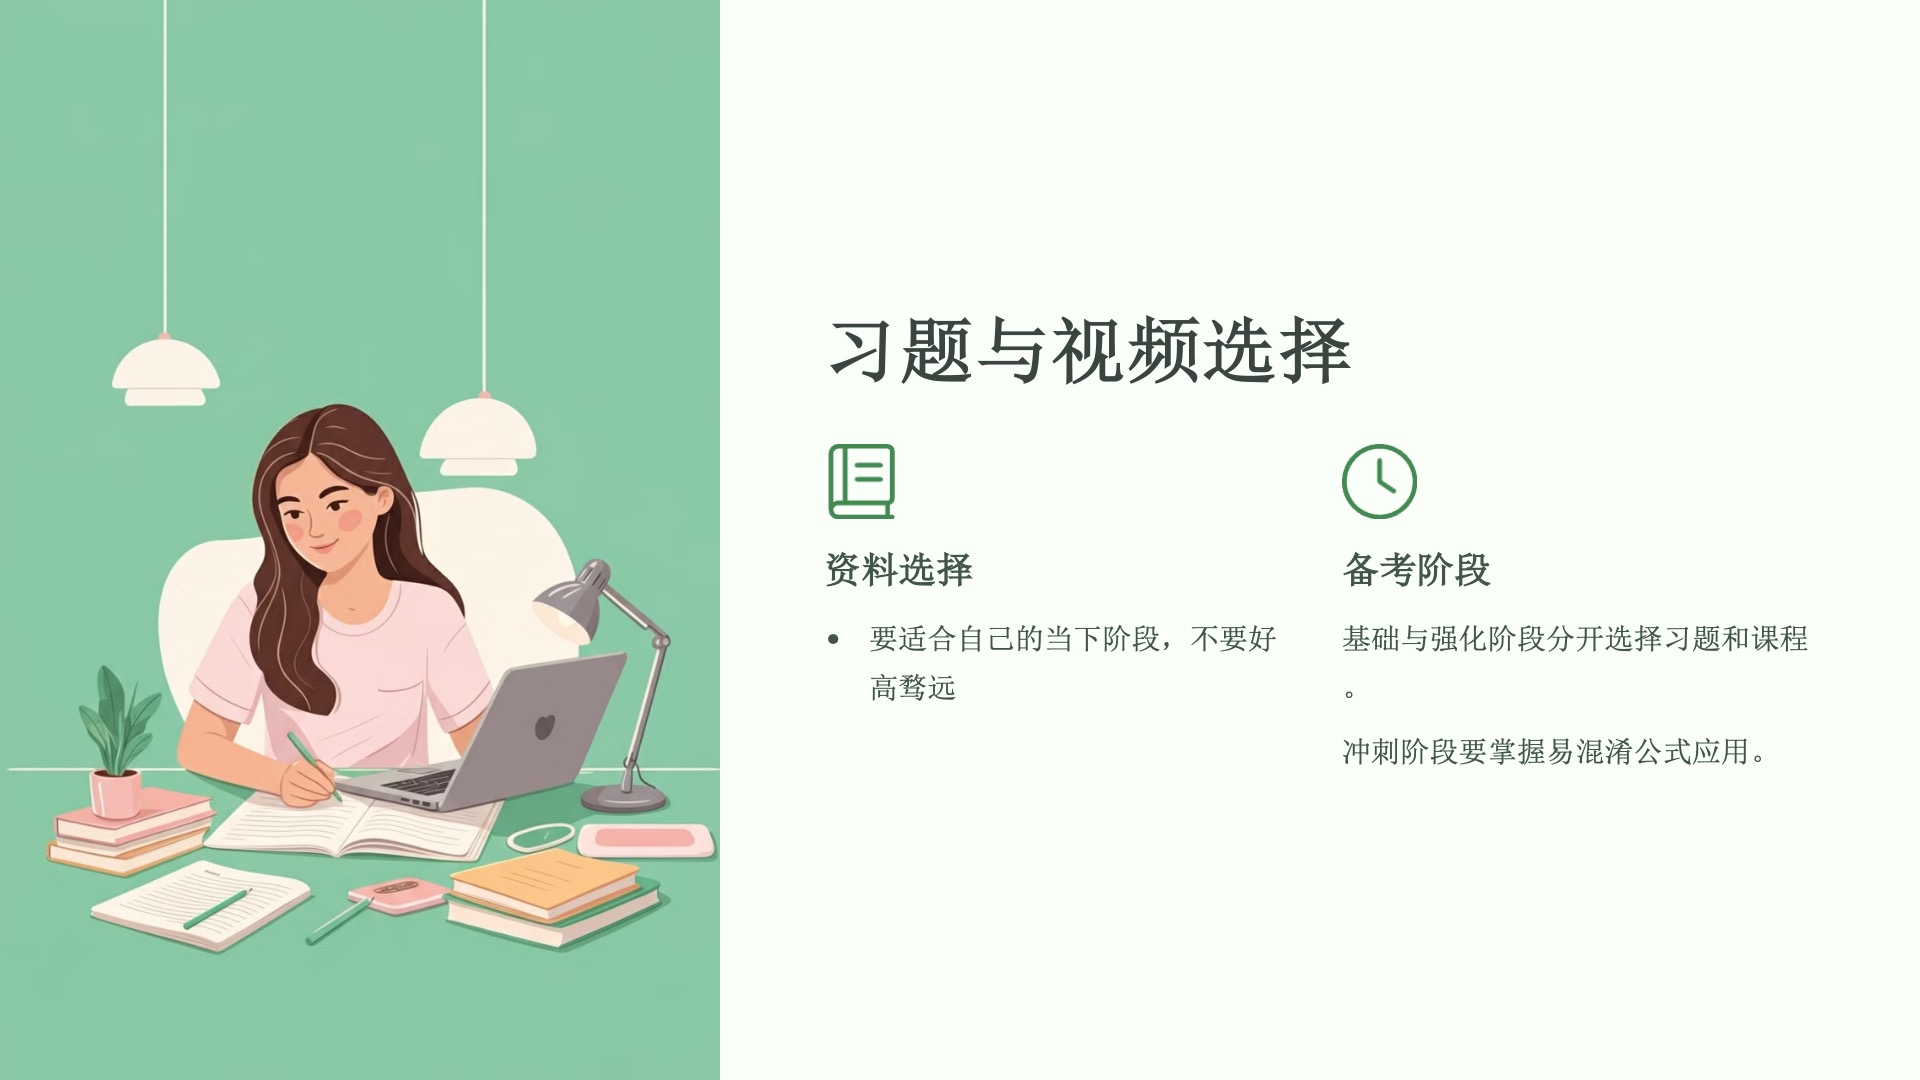 习题与视频选择
资料选择
• 要适合自己的当下阶段，不要好
高骛远
备考阶段
基础与强化阶段分开选择习题和课程
。
冲刺阶段要掌握易混淆公式应用。